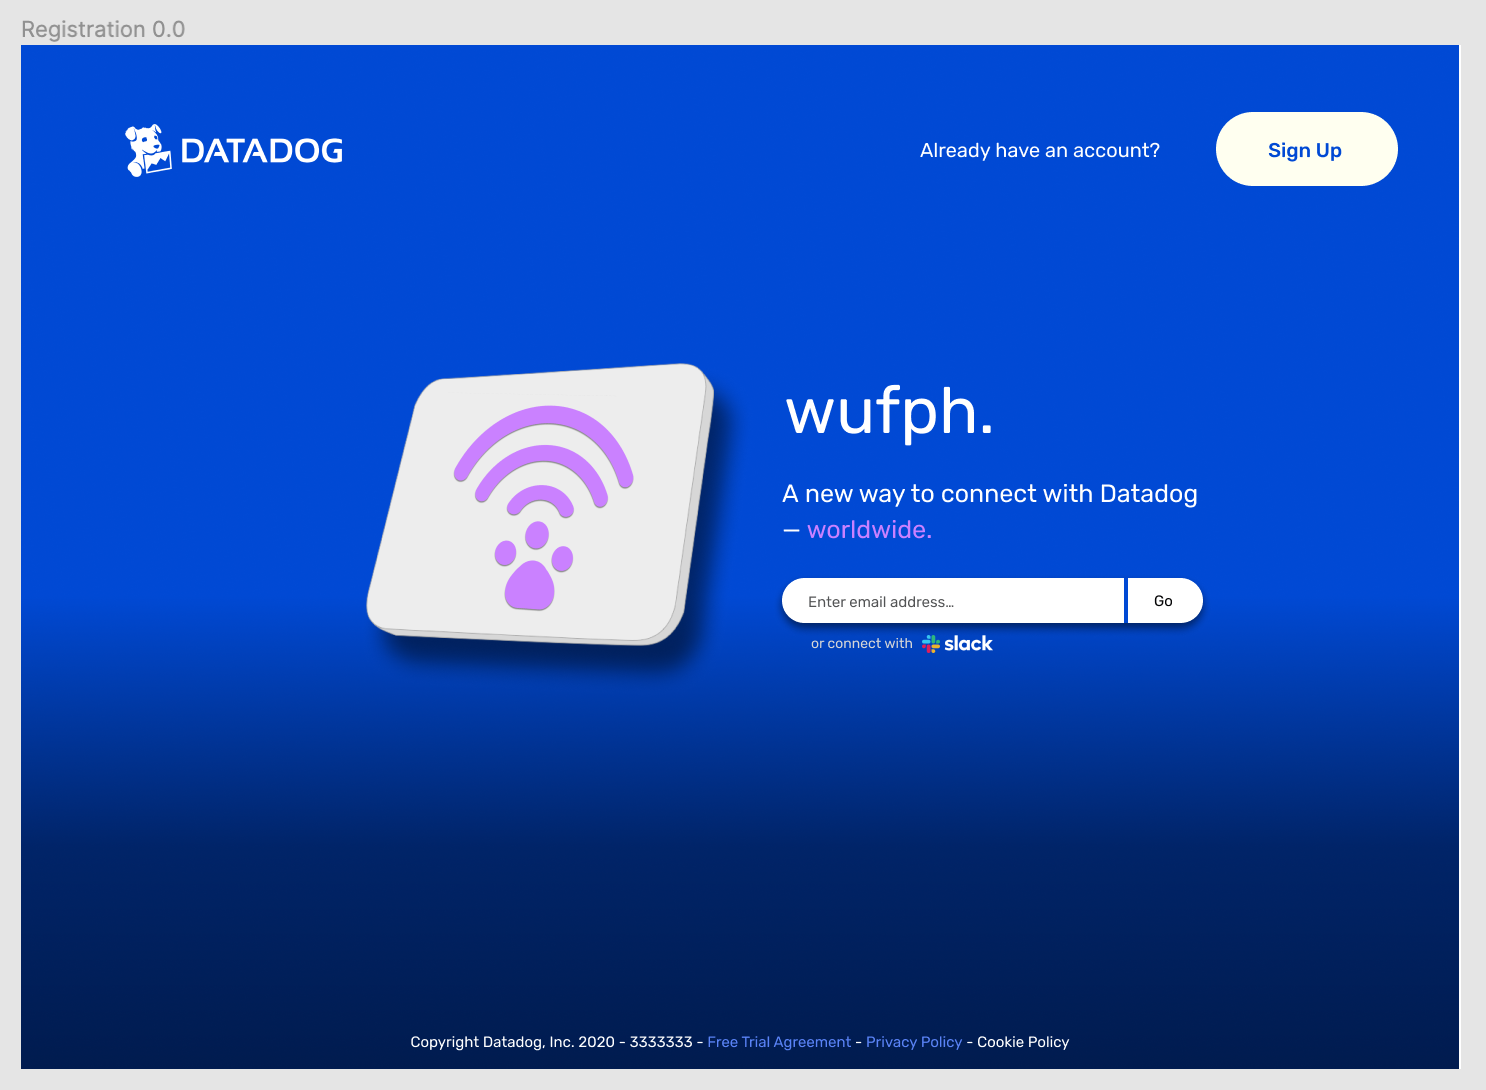 Registration 0.0
DATADOG
Already have an account?
Sign Up
wufph.
A new way to connect with Datadog
– worldwide.
Enter email address...
Go
or connect with slack
Copyright Datadog, Inc. 2020 - 3333333 - Free Trial Agreement - Privacy Policy - Cookie Policy